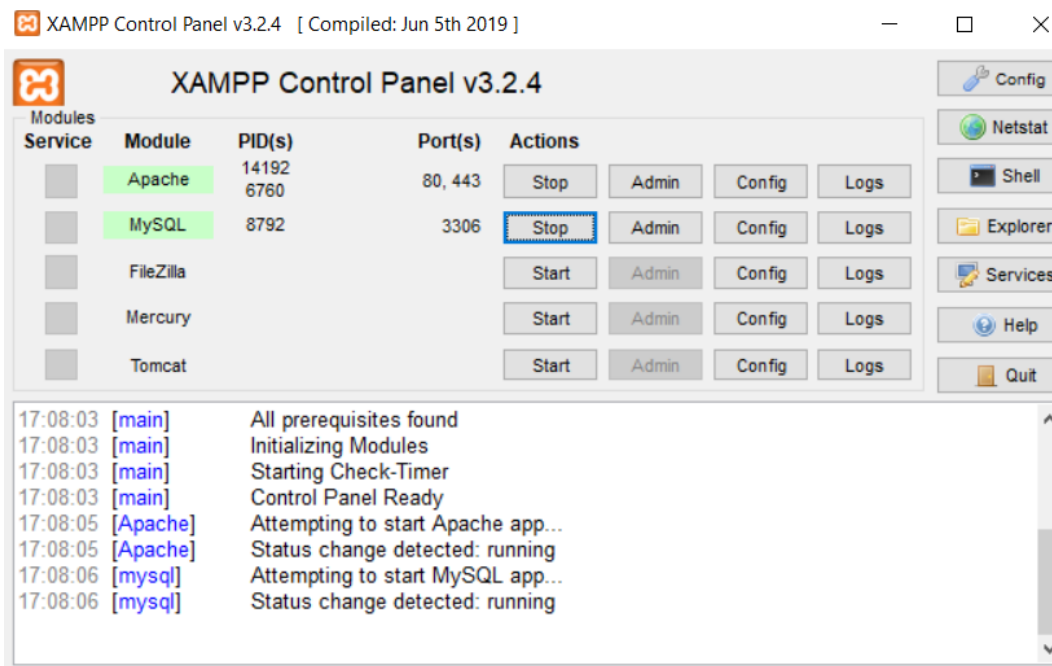 XAMPP Control Panel v3.2.4 [ Compiled: Jun 5th 2019 ]
XAMPP Control Panel v3.2.4
Config
Modules
Service Module PID(s) Port(s) Actions
Netstat
Apache 14192 6760 80, 443 Stop Admin Config Logs
Shell
MySQL 8792 3306 Stop Admin Config Logs
Explorer
FileZilla Start Admin Config Logs
Services
Mercury Start Admin Config Logs
Help
Tomcat Start Admin Config Logs
Quit
17:08:03 [main] All prerequisites found
17:08:03 [main] Initializing Modules
17:08:03 [main] Starting Check-Timer
17:08:03 [main] Control Panel Ready
17:08:05 [Apache] Attempting to start Apache app...
17:08:05 [Apache] Status change detected: running
17:08:06 [mysql] Attempting to start MySQL app...
17:08:06 [mysql] Status change detected: running